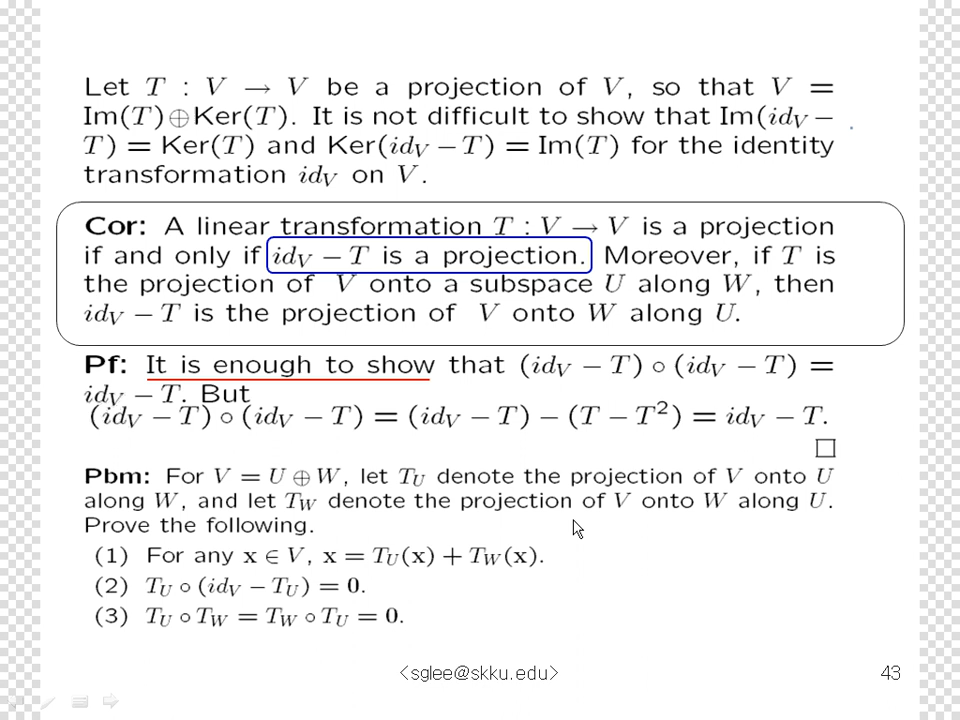 Let T : V → V be a projection of V, so that V =
Im(T)⊕Ker(T). It is not difficult to show that Im(id_V −
T) = Ker(T) and Ker(id_V − T) = Im(T) for the identity
transformation id_V on V.
Cor: A linear transformation T : V → V is a projection
if and only if id_V − T is a projection. Moreover, if T is
the projection of V onto a subspace U along W, then
id_V − T is the projection of V onto W along U.
Pf: It is enough to show that (id_V − T) ∘ (id_V − T) =
id_V − T. But
(id_V − T) ∘ (id_V − T) = (id_V − T) − (T − T²) = id_V − T.
□
Pbm: For V = U ⊕ W, let T_U denote the projection of V onto U
along W, and let T_W denote the projection of V onto W along U.
Prove the following.
(1) For any x ∈ V, x = T_U(x) + T_W(x).
(2) T_U ∘ (id_V − T_U) = 0.
(3) T_U ∘ T_W = T_W ∘ T_U = 0.
<sglee@skku.edu> 43